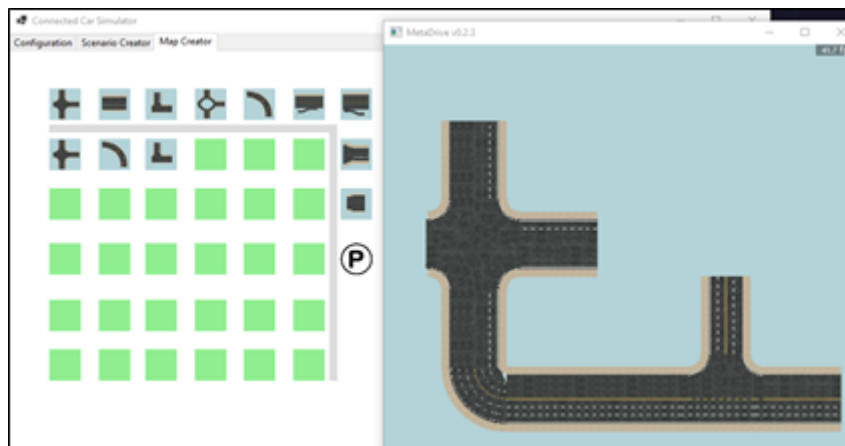 Connected Car Simulator
Configuration Scenario Creator Map Creator
MetaDrive v0.2.3
P